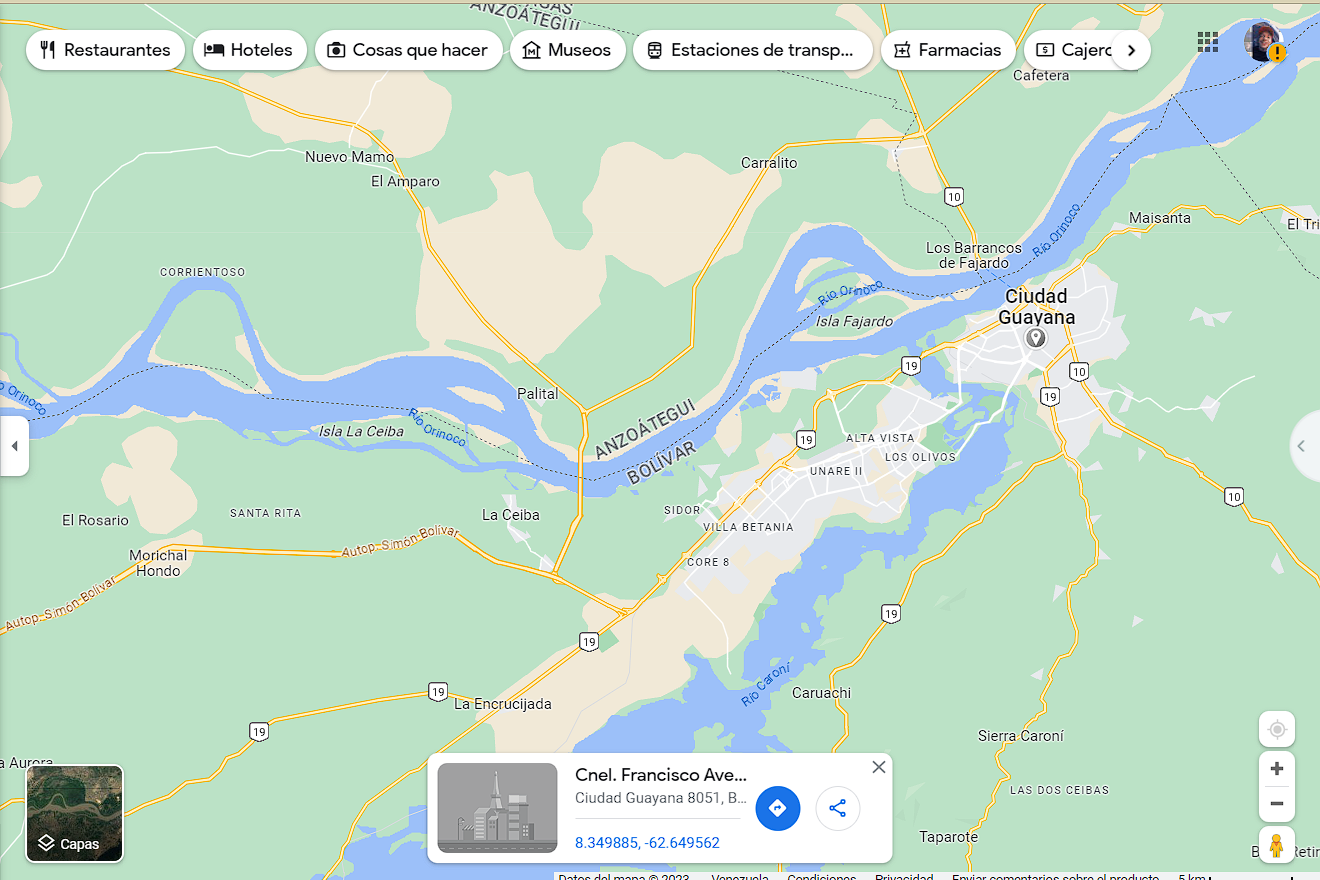 ANZOÁTEGUI
Restaurantes
Hoteles
Cosas que hacer
Museos
Estaciones de transp...
Farmacias
Cajero
Cafetera
Nuevo Mamo
El Amparo
Carralito
10
Maisanta
El Tri
Río Orinoco
Los Barrancos
de Fajardo
CORRIENTOSO
Río Orinoco
Ciudad
Guayana
Isla Fajardo
19
10
Palital
19
Río Orinoco
Isla La Ceiba
Río Orinoco
ANZOÁTEGUI
BOLÍVAR
19
ALTA VISTA
LOS OLIVOS
UNARE II
10
SANTA RITA
El Rosario
La Ceiba
SIDOR
VILLA BETANIA
Autop. Simón Bolívar
Morichal
Hondo
CORE 8
Autop. Simón Bolívar
19
19
Río Caroní
Caruachi
19
La Encrucijada
19
Sierra Caroní
a Aurora
LAS DOS CEIBAS
Taparote
Capas
Cnel. Francisco Ave...
Ciudad Guayana 8051, B...
8.349885, -62.649562
Datos del mapa © 2023
Venezuela
Condiciones
Privacidad
Enviar comentarios sobre el producto
5 km